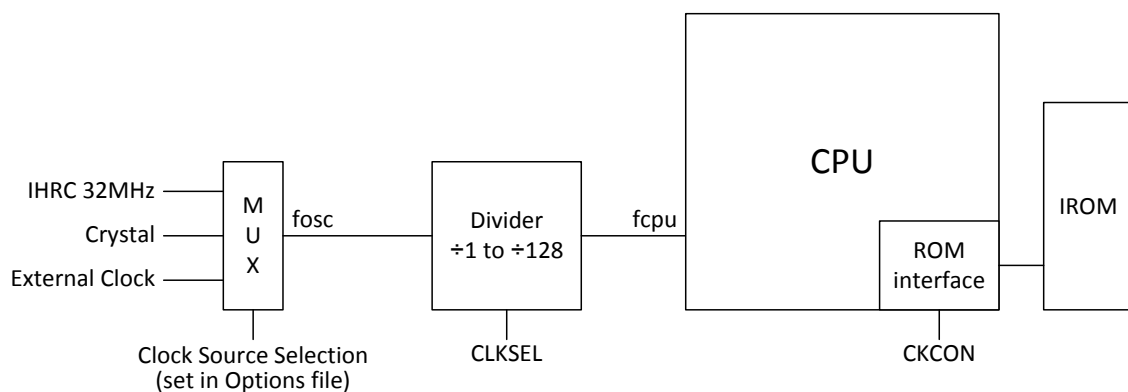 IHRC 32MHz
Crystal
External Clock
M
U
X
fosc
Clock Source Selection
(set in Options file)
Divider
÷1 to ÷128
CLKSEL
fcpu
CPU
ROM
interface
CKCON
IROM